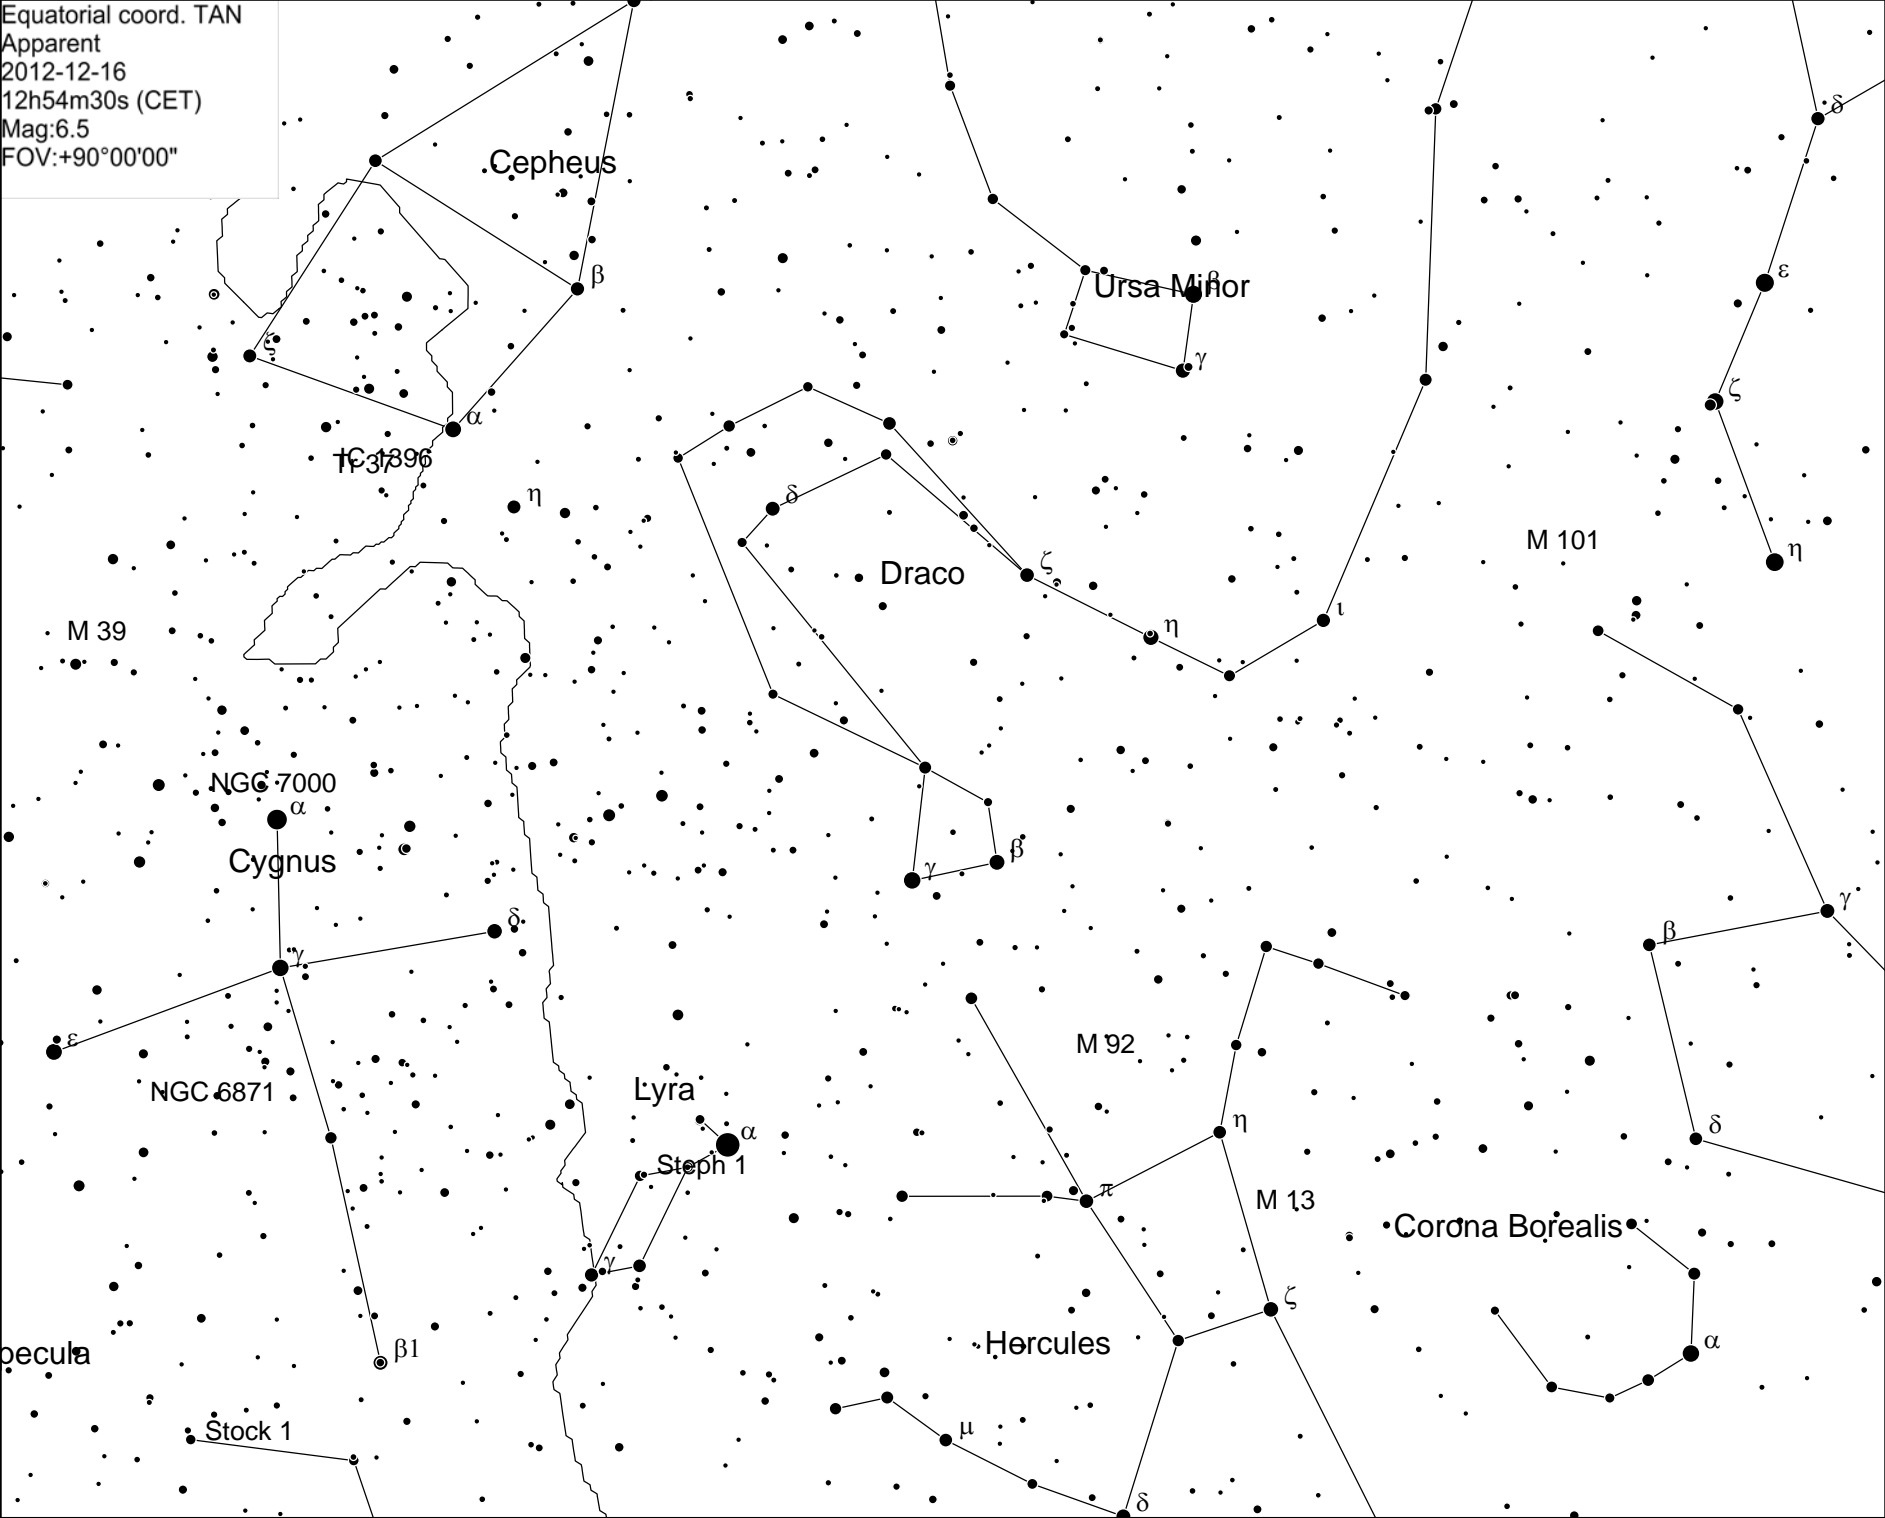 Equatorial coord. TAN
Apparent
2012-12-16
12h54m30s (CET)
Mag:6.5
FOV:+90°00'00"
δ
Cepheus
β
ε
Ursa Minor
β
ζ
γ
ζ
α
IC 1396
Tr 37
η
δ
M 101
η
Draco
ζ
ι
M 39
η
NGC 7000
α
Cygnus
β
γ
γ
δ
β
γ
ε
M 92
NGC 6871
Lyra
η
δ
α
Steph 1
π
M 13
Corona Borealis
γ
ζ
β1
Hercules
α
pecula
Stock 1
μ
δ